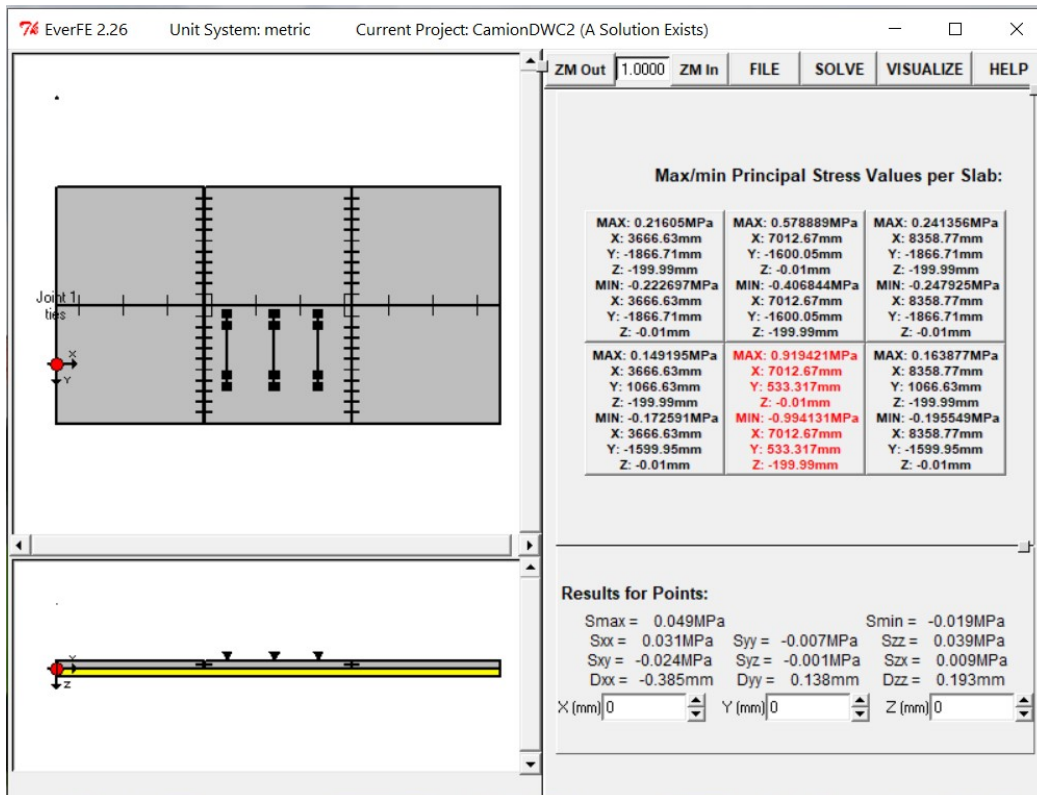 EverFE 2.26 Unit System: metric Current Project: CamionDWC2 (A Solution Exists)
ZM Out 1.0000 ZM In FILE SOLVE VISUALIZE HELP
Joint 1
ties
X
Y
X
Z
Max/min Principal Stress Values per Slab:
MAX: 0.21605MPa
X: 3666.63mm
Y: -1866.71mm
Z: -199.99mm
MIN: -0.222697MPa
X: 3666.63mm
Y: -1866.71mm
Z: -0.01mm
MAX: 0.578889MPa
X: 7012.67mm
Y: -1600.05mm
Z: -0.01mm
MIN: -0.406844MPa
X: 7012.67mm
Y: -1600.05mm
Z: -199.99mm
MAX: 0.241356MPa
X: 8358.77mm
Y: -1866.71mm
Z: -199.99mm
MIN: -0.247925MPa
X: 8358.77mm
Y: -1866.71mm
Z: -0.01mm
MAX: 0.149195MPa
X: 3666.63mm
Y: 1066.63mm
Z: -199.99mm
MIN: -0.172591MPa
X: 3666.63mm
Y: -1599.95mm
Z: -0.01mm
MAX: 0.919421MPa
X: 7012.67mm
Y: 533.317mm
Z: -0.01mm
MIN: -0.994131MPa
X: 7012.67mm
Y: 533.317mm
Z: -199.99mm
MAX: 0.163877MPa
X: 8358.77mm
Y: 1066.63mm
Z: -199.99mm
MIN: -0.195549MPa
X: 8358.77mm
Y: -1599.95mm
Z: -0.01mm
Results for Points:
Smax = 0.049MPa Smin = -0.019MPa
Sxx = 0.031MPa Syy = -0.007MPa Szz = 0.039MPa
Sxy = -0.024MPa Syz = -0.001MPa Szx = 0.009MPa
Dxx = -0.385mm Dyy = 0.138mm Dzz = 0.193mm
X (mm) 0 Y (mm) 0 Z (mm) 0